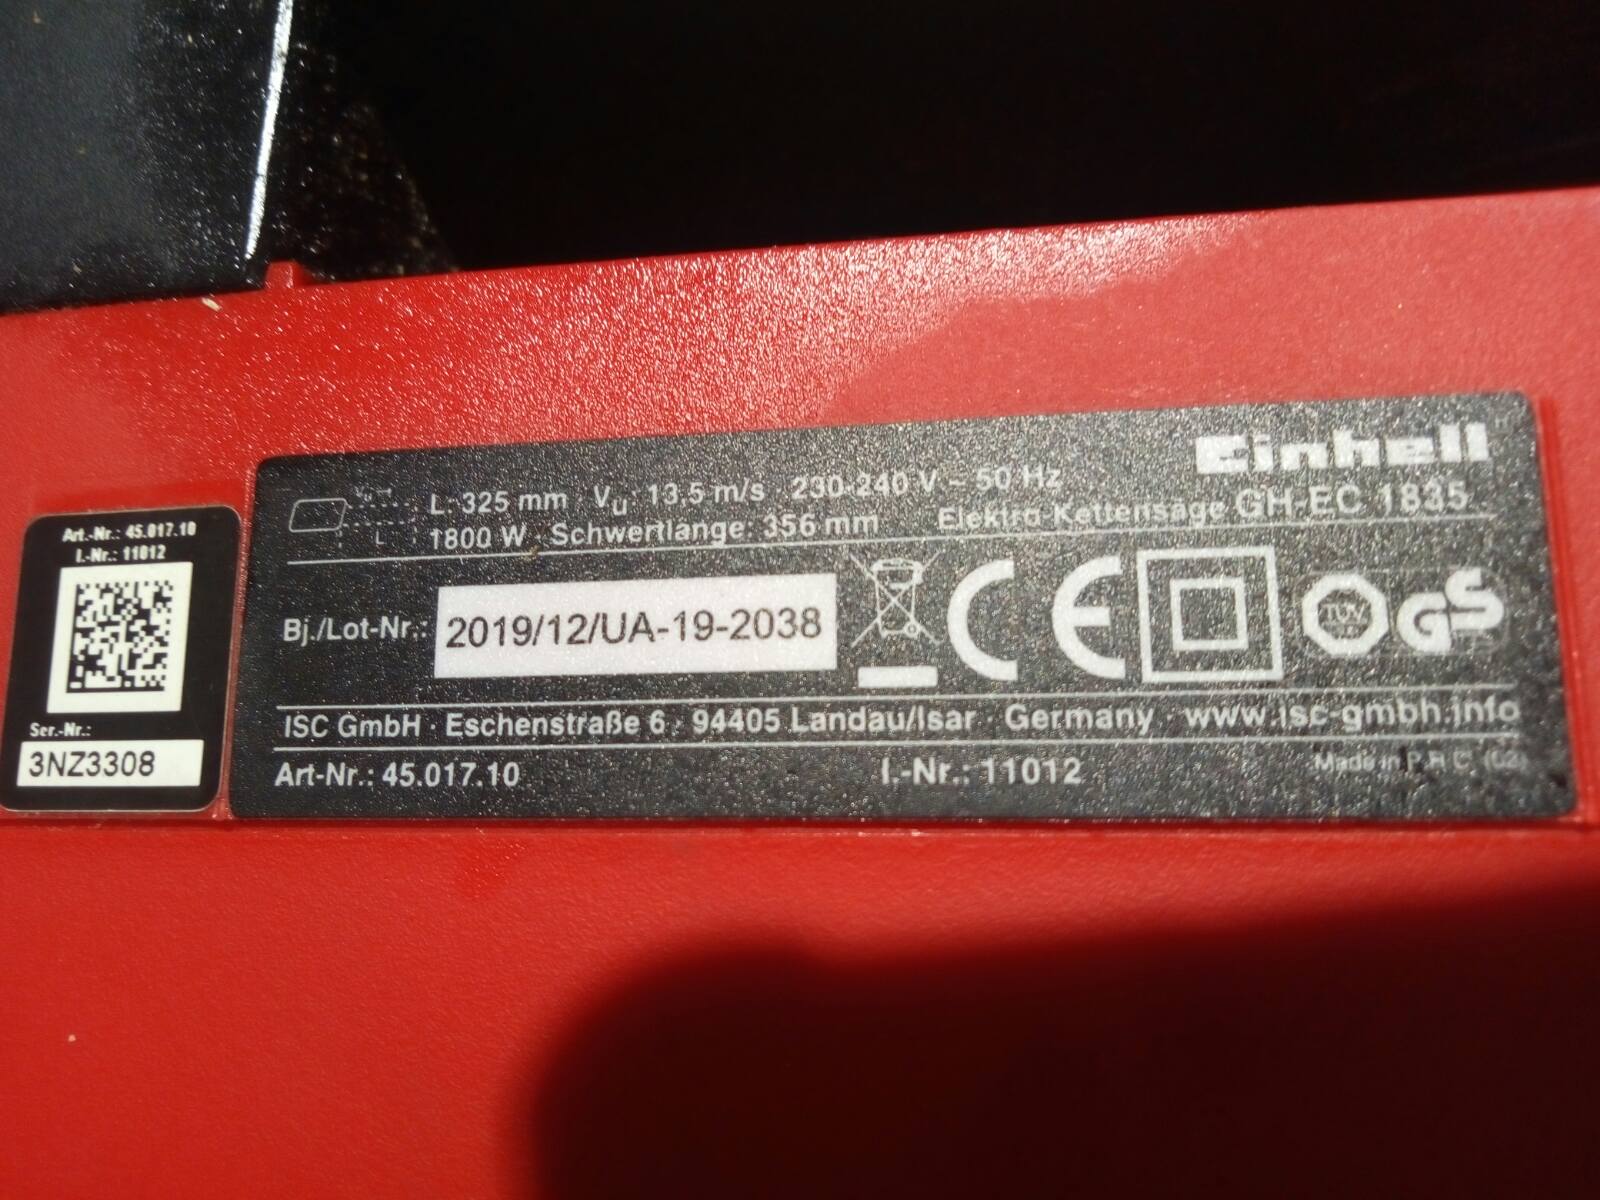 Einhell
L: 325 mm · Vu: 13,5 m/s · 230-240 V ~ 50 Hz
1800 W · Schwertlänge: 356 mm
Elektro-Kettensäge GH-EC 1835
Vu
L
Art.-Nr.: 45.017.10
I.-Nr.: 11012
Ser.-Nr.:
3NZ3308
Bj./Lot-Nr.: 2019/12/UA-19-2038
CE
TÜV
GS
ISC GmbH · Eschenstraße 6 · 94405 Landau/Isar · Germany · www.isc-gmbh.info
Art-Nr.: 45.017.10 I.-Nr.: 11012 Made in P.R.C. (02)